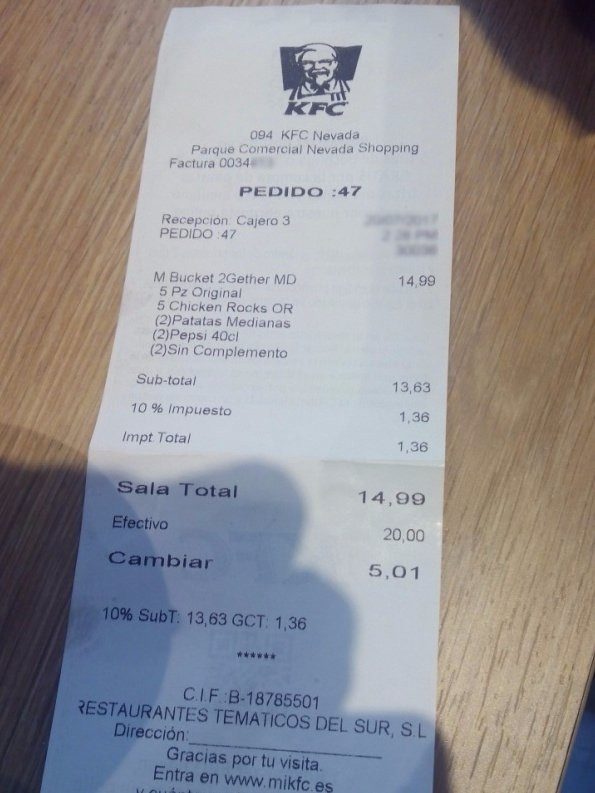 KFC
094 KFC Nevada
Parque Comercial Nevada Shopping
Factura 0034
PEDIDO :47
Recepción: Cajero 3
PEDIDO :47
M Bucket 2Gether MD 14,99
5 Pz Original
5 Chicken Rocks OR
(2)Patatas Medianas
(2)Pepsi 40cl
(2)Sin Complemento
Sub-total 13,63
10 % Impuesto 1,36
Impt Total 1,36
Sala Total 14,99
Efectivo 20,00
Cambiar 5,01
10% SubT: 13,63 GCT: 1,36
******
C.I.F.:B-18785501
RESTAURANTES TEMATICOS DEL SUR, S.L
Dirección:____________________
Gracias por tu visita.
Entra en www.mikfc.es